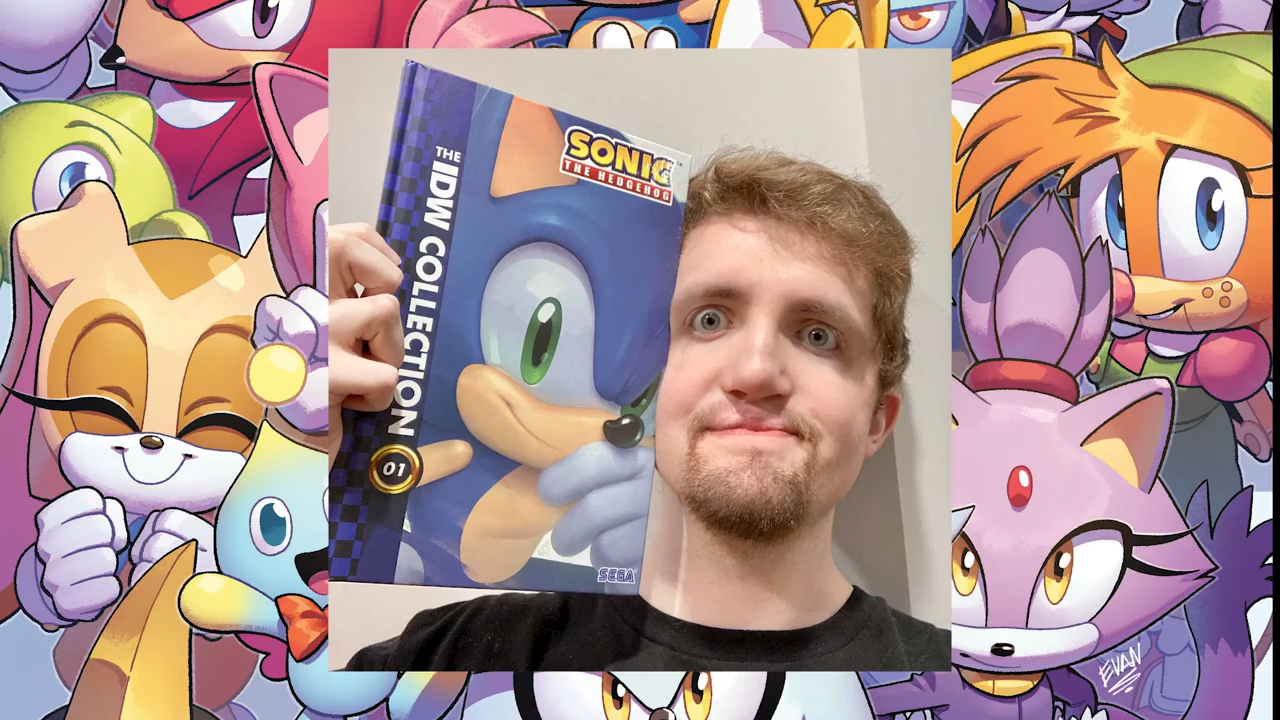 SONIC
THE HEDGEHOG
THE IDW COLLECTION
01
SEGA
EVAN